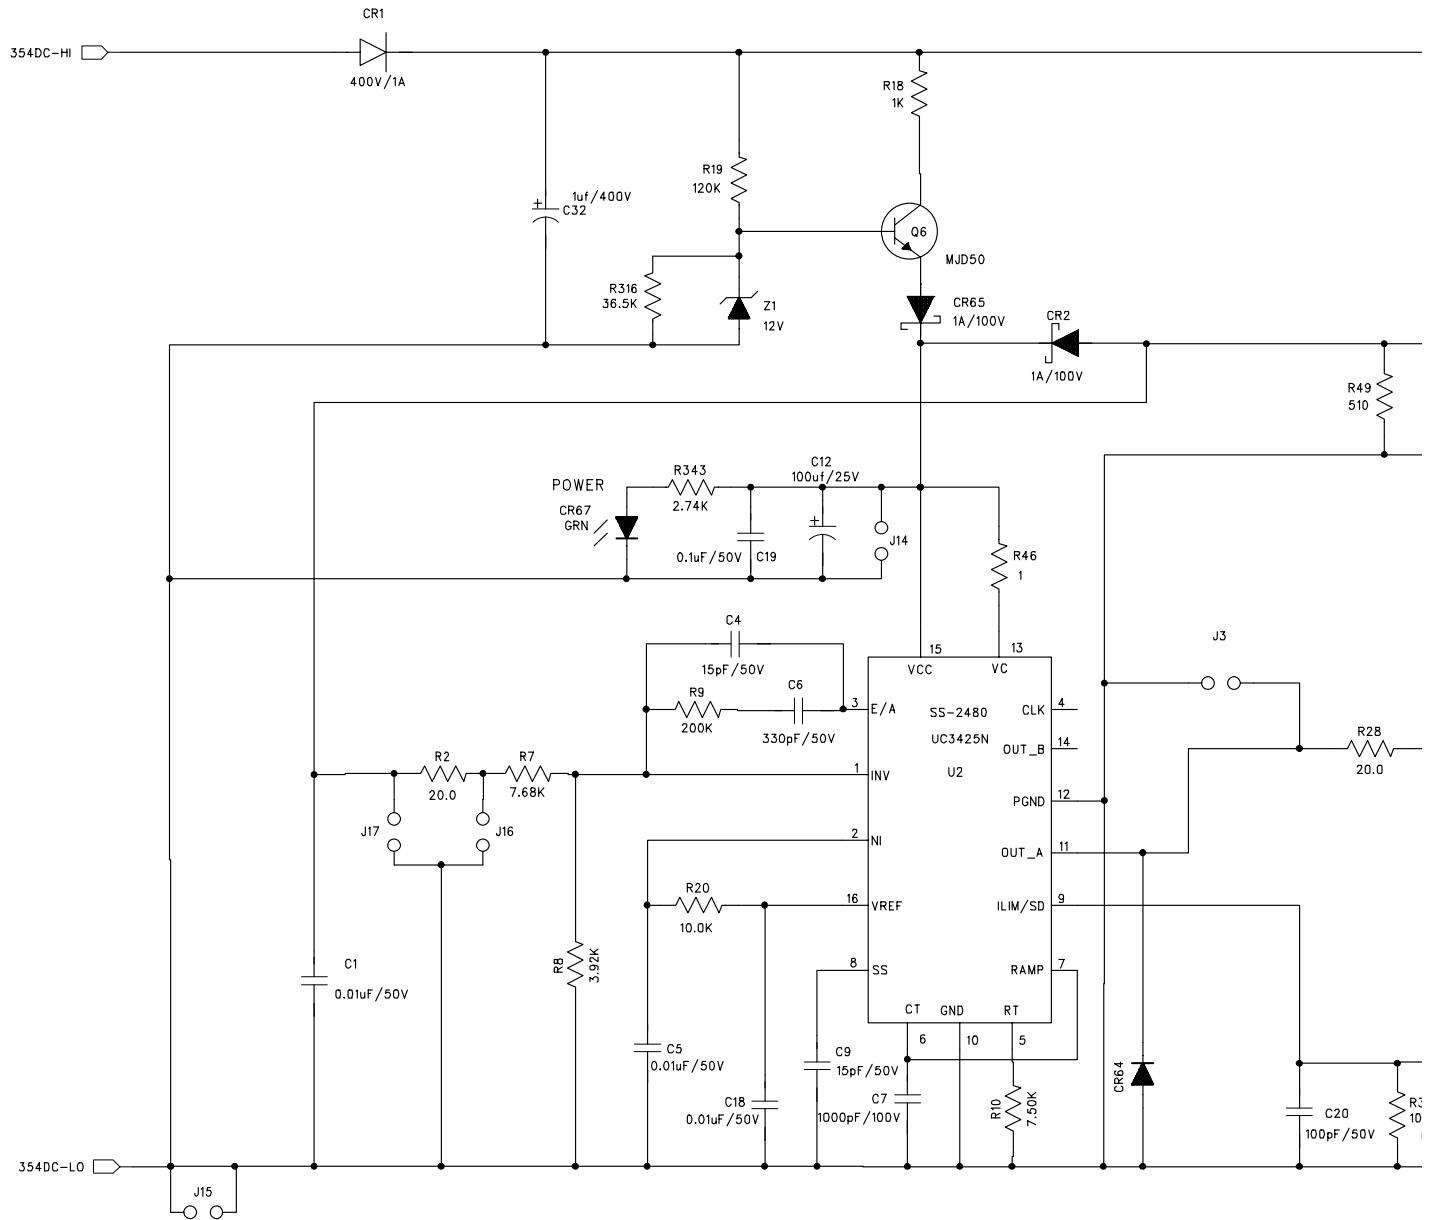 CR1
354DC-HI
400V/1A
R18
1K
R19
120K
1uf/400V
+
C32
Q6
MJD50
R316
36.5K
Z1
12V
CR65
1A/100V
CR2
1A/100V
R49
510
POWER
R343
2.74K
C12
100uf/25V
+
CR67
GRN
0.1uF/50V
C19
J14
R46
1
C4
15pF/50V
R9
200K
C6
330pF/50V
J3
15
13
VCC
VC
3
E/A
SS-2480
UC3425N
U2
CLK
4
OUT_B
14
R28
20.0
R2
20.0
R7
7.68K
1
INV
PGND
12
J17
J16
2
NI
OUT_A
11
R20
10.0K
16
VREF
ILIM/SD
9
8
SS
RAMP
7
C1
0.01uF/50V
R8
3.92K
CT
GND
RT
6
10
5
C5
0.01uF/50V
C9
15pF/50V
C7
1000pF/100V
C18
0.01uF/50V
R10
7.50K
CR64
C20
100pF/50V
354DC-LO
J15